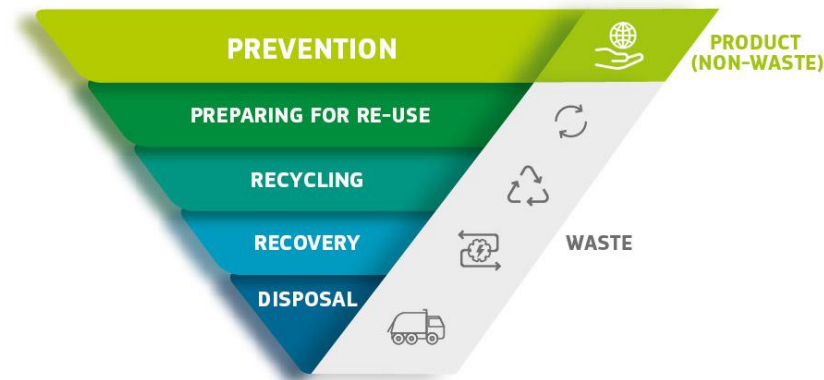 PREVENTION
PRODUCT
(NON-WASTE)
PREPARING FOR RE-USE
RECYCLING
RECOVERY
WASTE
DISPOSAL